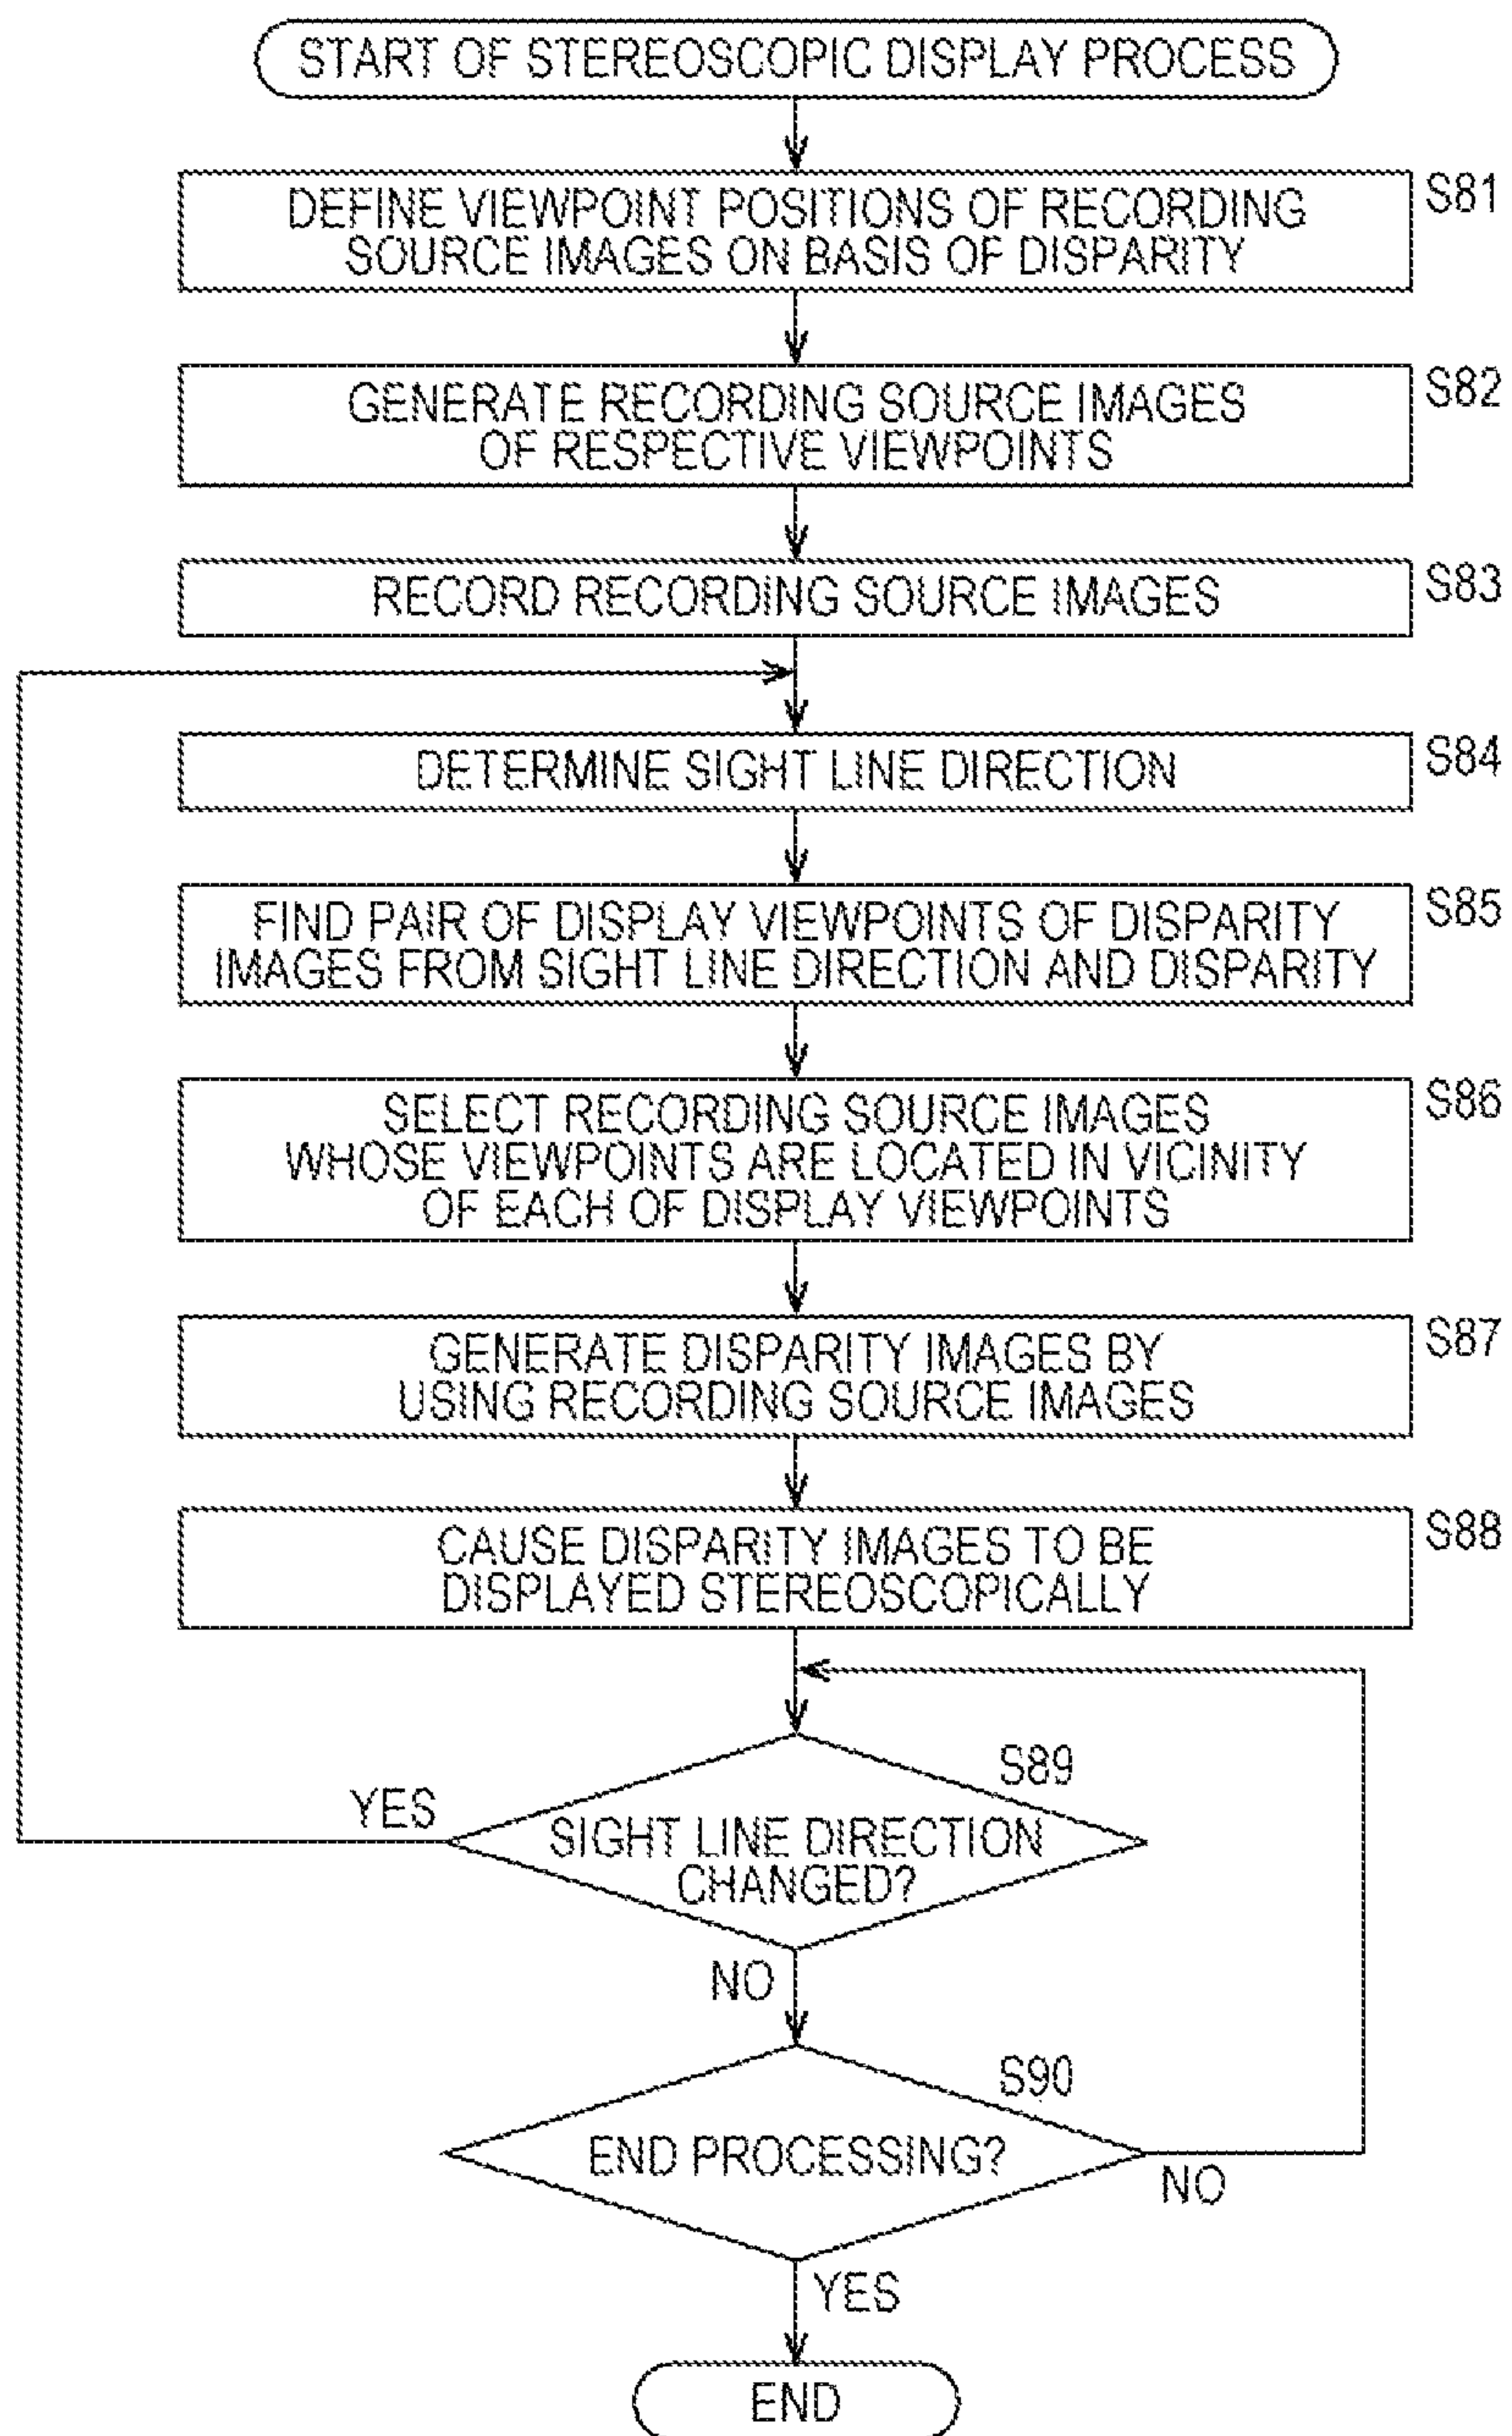 START OF STEREOSCOPIC DISPLAY PROCESS
DEFINE VIEWPOINT POSITIONS OF RECORDING
SOURCE IMAGES ON BASIS OF DISPARITY
S81
GENERATE RECORDING SOURCE IMAGES
OF RESPECTIVE VIEWPOINTS
S82
RECORD RECORDING SOURCE IMAGES
S83
DETERMINE SIGHT LINE DIRECTION
S84
FIND PAIR OF DISPLAY VIEWPOINTS OF DISPARITY
IMAGES FROM SIGHT LINE DIRECTION AND DISPARITY
S85
SELECT RECORDING SOURCE IMAGES
WHOSE VIEWPOINTS ARE LOCATED IN VICINITY
OF EACH OF DISPLAY VIEWPOINTS
S86
GENERATE DISPARITY IMAGES BY
USING RECORDING SOURCE IMAGES
S87
CAUSE DISPARITY IMAGES TO BE
DISPLAYED STEREOSCOPICALLY
S88
S89
YES
SIGHT LINE DIRECTION
CHANGED?
NO
S90
END PROCESSING?
NO
YES
END